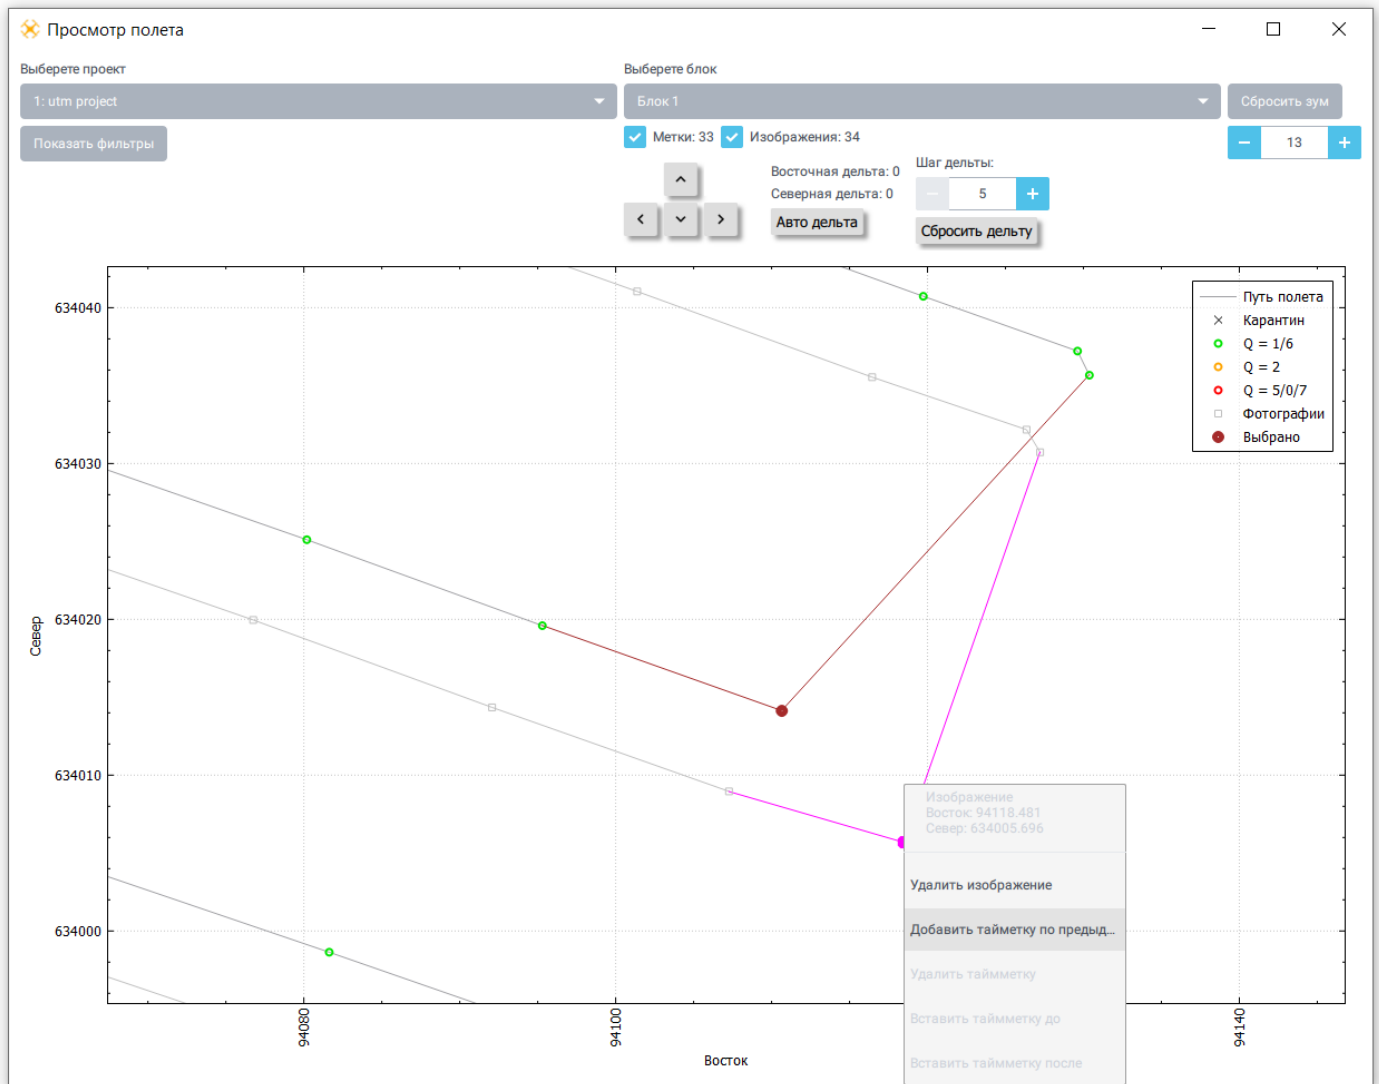 Просмотр полета
Выберете проект
Выберете блок
1: utm project
Блок 1
Сбросить зум
Показать фильтры
Метки: 33
Изображения: 34
13
Восточная дельта: 0
Северная дельта: 0
Авто дельта
Шаг дельты:
5
Сбросить дельту
634040
634030
634020
634010
634000
Север
Путь полета
Карантин
Q = 1/6
Q = 2
Q = 5/0/7
Фотографии
Выбрано
Изображение
Восток: 94118.481
Север: 634005.696
Удалить изображение
Добавить тайметку по предыд...
Удалить таймметку
Вставить таймметку до
Вставить таймметку после
94080
94100
94140
Восток